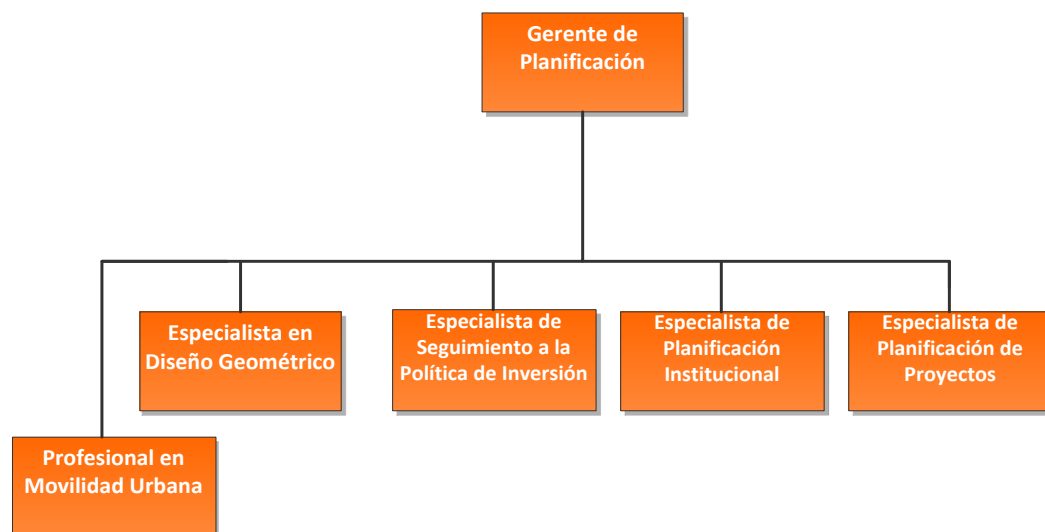 Gerente de
Planificación
Especialista en
Diseño Geométrico
Especialista de
Seguimiento a la
Política de Inversión
Especialista de
Planificación
Institucional
Especialista de
Planificación de
Proyectos
Profesional en
Movilidad Urbana